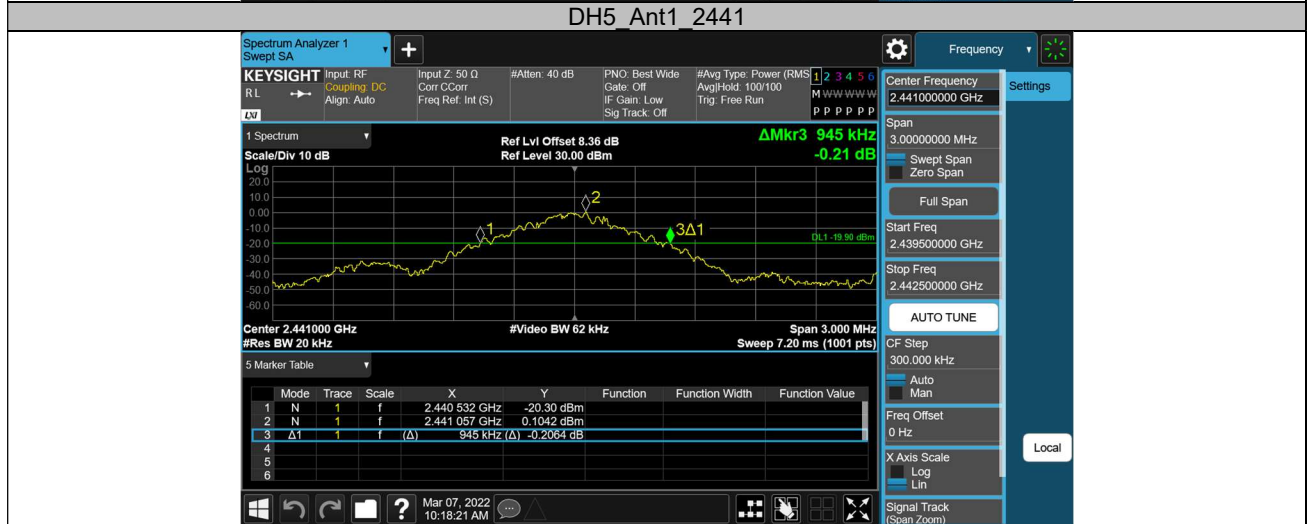 DH5_Ant1_2441
Spectrum Analyzer 1
Swept SA
Frequency
KEYSIGHT
RL
LXI
Input: RF
Coupling: DC
Align: Auto
Input Z: 50 Ω
Corr CCorr
Freq Ref: Int (S)
#Atten: 40 dB
PNO: Best Wide
Gate: Off
IF Gain: Low
Sig Track: Off
#Avg Type: Power (RMS
Avg|Hold: 100/100
Trig: Free Run
1 2 3 4 5 6
M W W W W W
P P P P P P
Center Frequency
2.441000000 GHz
Settings
1 Spectrum
Scale/Div 10 dB
Ref Lvl Offset 8.36 dB
Ref Level 30.00 dBm
ΔMkr3 945 kHz
-0.21 dB
Span
3.00000000 MHz
Swept Span
Zero Span
Full Span
Log
20.0
10.0
0.00
-10.0
-20.0
-30.0
-40.0
-50.0
-60.0
1
2
3Δ1
DL1 -19.90 dBm
Start Freq
2.439500000 GHz
Stop Freq
2.442500000 GHz
AUTO TUNE
Center 2.441000 GHz
#Video BW 62 kHz
Span 3.000 MHz
#Res BW 20 kHz
Sweep 7.20 ms (1001 pts)
CF Step
300.000 kHz
Auto
Man
5 Marker Table
Mode Trace Scale X Y Function Function Width Function Value
1 N 1 f 2.440 532 GHz -20.30 dBm
2 N 1 f 2.441 057 GHz 0.1042 dBm
3 Δ1 1 f (Δ) 945 kHz (Δ) -0.2064 dB
4
5
6
Freq Offset
0 Hz
X Axis Scale
Log
Lin
Local
Signal Track
(Span Zoom)
?
Mar 07, 2022
10:18:21 AM